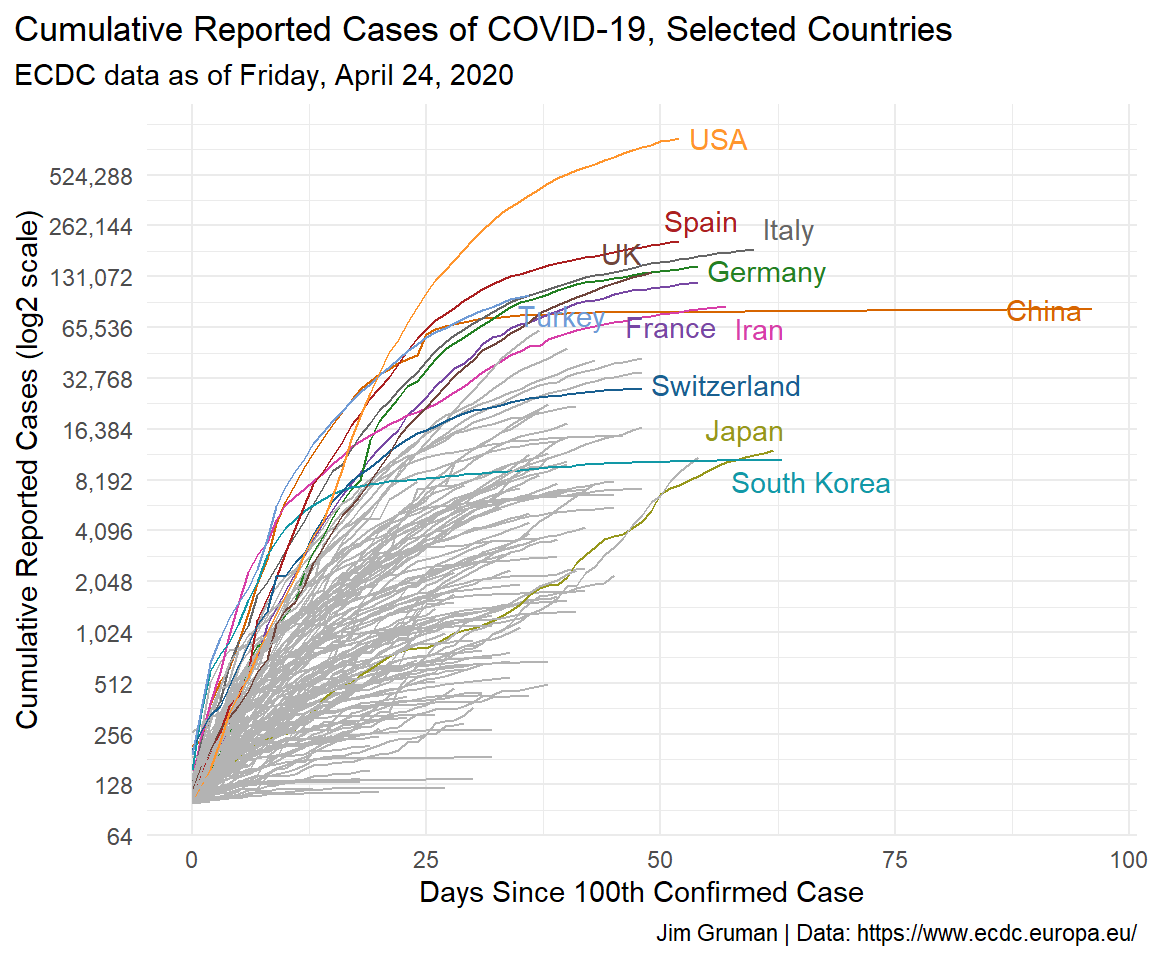 Cumulative Reported Cases of COVID-19, Selected Countries
ECDC data as of Friday, April 24, 2020
Cumulative Reported Cases (log2 scale)
524,288
262,144
131,072
65,536
32,768
16,384
8,192
4,096
2,048
1,024
512
256
128
64
USA
Spain
Italy
UK
Germany
China
Turkey
France
Iran
Switzerland
Japan
South Korea
0
25
50
75
100
Days Since 100th Confirmed Case
Jim Gruman | Data: https://www.ecdc.europa.eu/